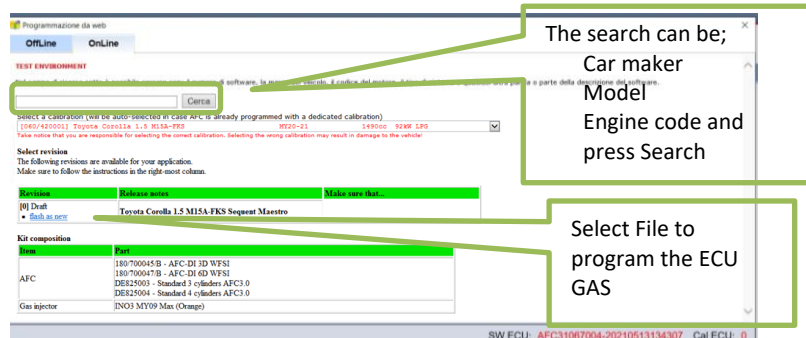 Programmazione da web
OffLine OnLine
TEST ENVIRONMENT
parte o parte della descrizione del software.
Cerca
Select a calibration (will be auto-selected in case AFC is already programmed with a dedicated calibration)
[060/420001] Toyota Corolla 1.5 M15A-FKS MY20-21 1490cc 92kW LPG
Take notice that you are responsible for selecting the correct calibration. Selecting the wrong calibration may result in damage to the vehicle!
Select revision
The following revisions are available for your application.
Make sure to follow the instructions in the right-most column.
Revision Release notes Make sure that...
[0] Draft
flash as new
Toyota Corolla 1.5 M15A-FKS Sequent Maestro
Kit composition
Item Part
AFC
180/700045/B - AFC-DI 3D WFSI
180/700047/B - AFC-DI 6D WFSI
DE825003 - Standard 3 cylinders AFC3.0
DE825004 - Standard 4 cylinders AFC3.0
Gas injector INO3 MY09 Max (Orange)
SW ECU: AFC31067004-20210513134307 Cal ECU: 0
The search can be;
Car maker
Model
Engine code and
press Search
Select File to
program the ECU
GAS